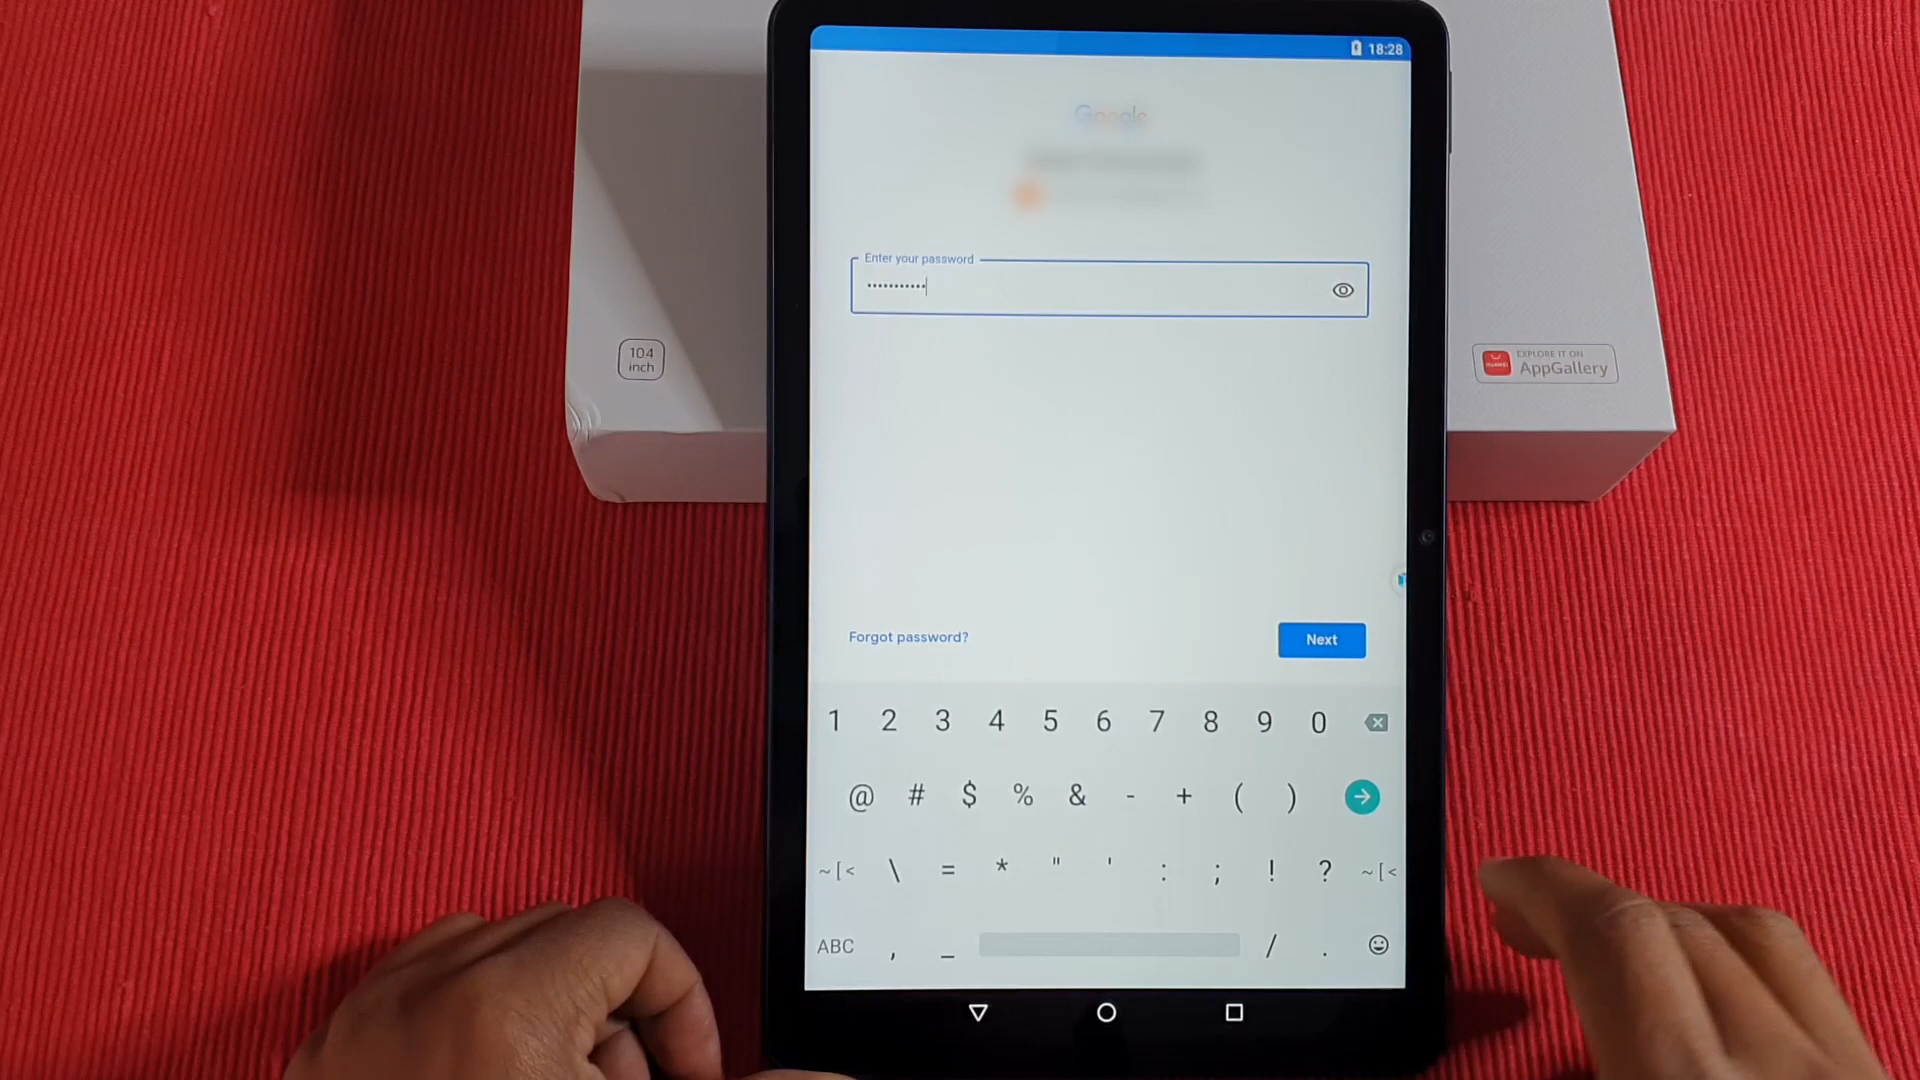 18:28
Google
Enter your password
•••••••••••
10.4
inch
EXPLORE IT ON
HUAWEI
AppGallery
Forgot password?
Next
1 2 3 4 5 6 7 8 9 0
@ # $ % & - + ( )
~[< \ = * " ' : ; ! ? ~[<
ABC , _ / .